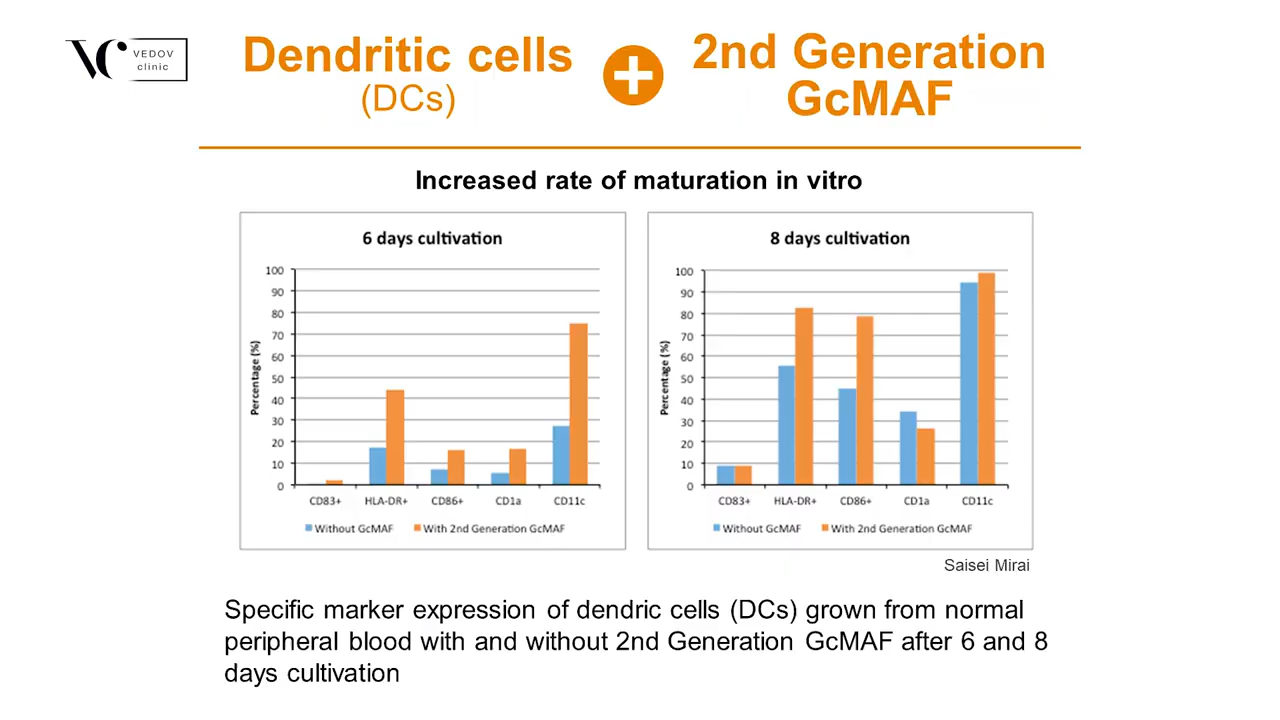 VC VEDOV
clinic
Dendritic cells
(DCs)
2nd Generation
GcMAF
Increased rate of maturation in vitro
6 days cultivation
Percentage (%)
100
90
80
70
60
50
40
30
20
10
0
CD83+ HLA-DR+ CD86+ CD1a CD11c
Without GcMAF With 2nd Generation GcMAF
8 days cultivation
Percentage (%)
100
90
80
70
60
50
40
30
20
10
0
CD83+ HLA-DR+ CD86+ CD1a CD11c
Without GcMAF With 2nd Generation GcMAF
Saisei Mirai
Specific marker expression of dendric cells (DCs) grown from normal
peripheral blood with and without 2nd Generation GcMAF after 6 and 8
days cultivation